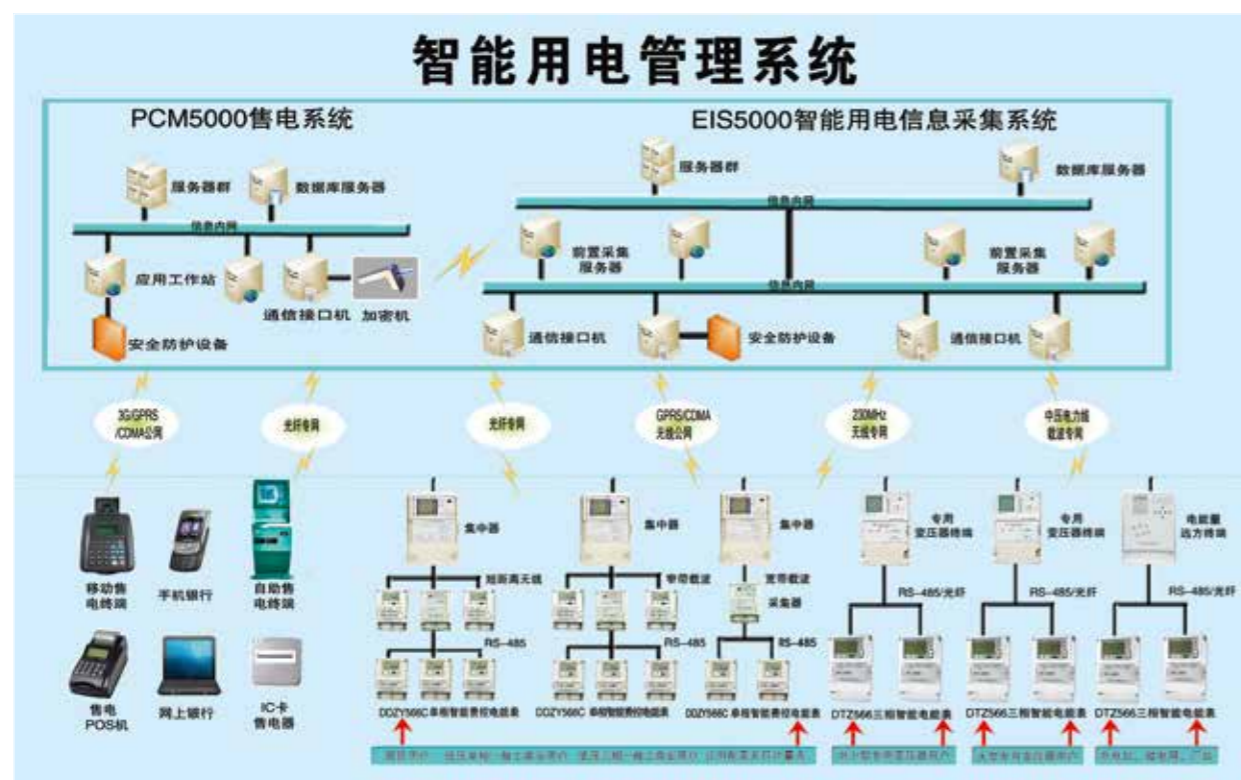 智能用电管理系统
PCM5000售电系统
EIS5000智能用电信息采集系统
服务器群
数据库服务器
服务器群
数据库服务器
信息内网
信息内网
应用工作站
通信接口机
加密机
前置采集
服务器
前置采集
服务器
信息内网
安全防护设备
通信接口机
安全防护设备
通信接口机
3G/GPRS
/CDMA公网
光纤专网
光纤专网
GPRS/CDMA
无线公网
230MHz
无线专网
中压电力线
载波专网
集中器
集中器
集中器
专用
变压器终端
专用
变压器终端
电能量
远方终端
移动售
电终端
手机银行
自助售
电终端
短距离无线
窄带载波
宽带载波
采集器
RS-485/光纤
RS-485/光纤
RS-485/光纤
RS-485
RS-485
RS-485
售电
POS机
网上银行
IC卡
售电器
DDZY566C单相智能费控电能表
DDZY566C单相智能费控电能表
DDZY566C单相智能费控电能表
DTZ566三相智能电能表
DTZ566三相智能电能表
DTZ566三相智能电能表